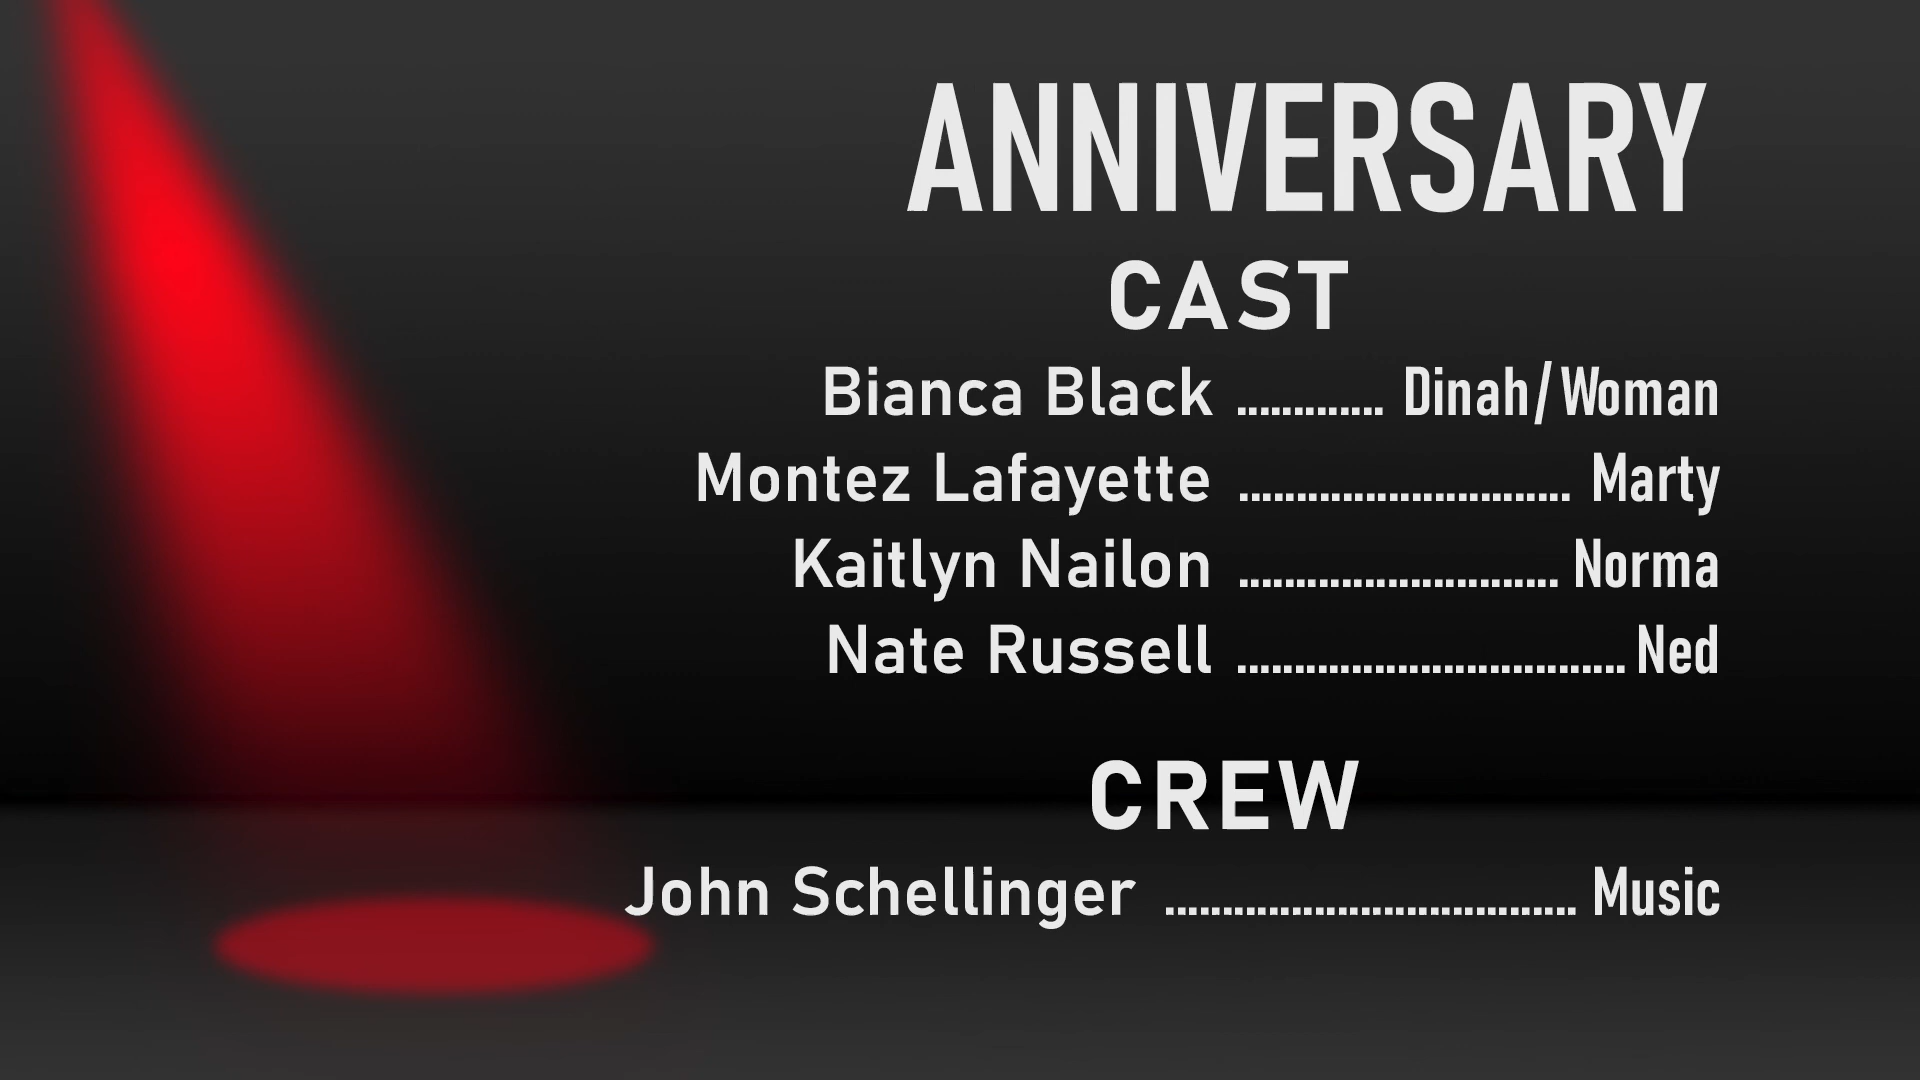 ANNIVERSARY
CAST
Bianca Black ............. Dinah/Woman
Montez Lafayette ............................. Marty
Kaitlyn Nailon ............................ Norma
Nate Russell .................................. Ned
CREW
John Schellinger .................................... Music